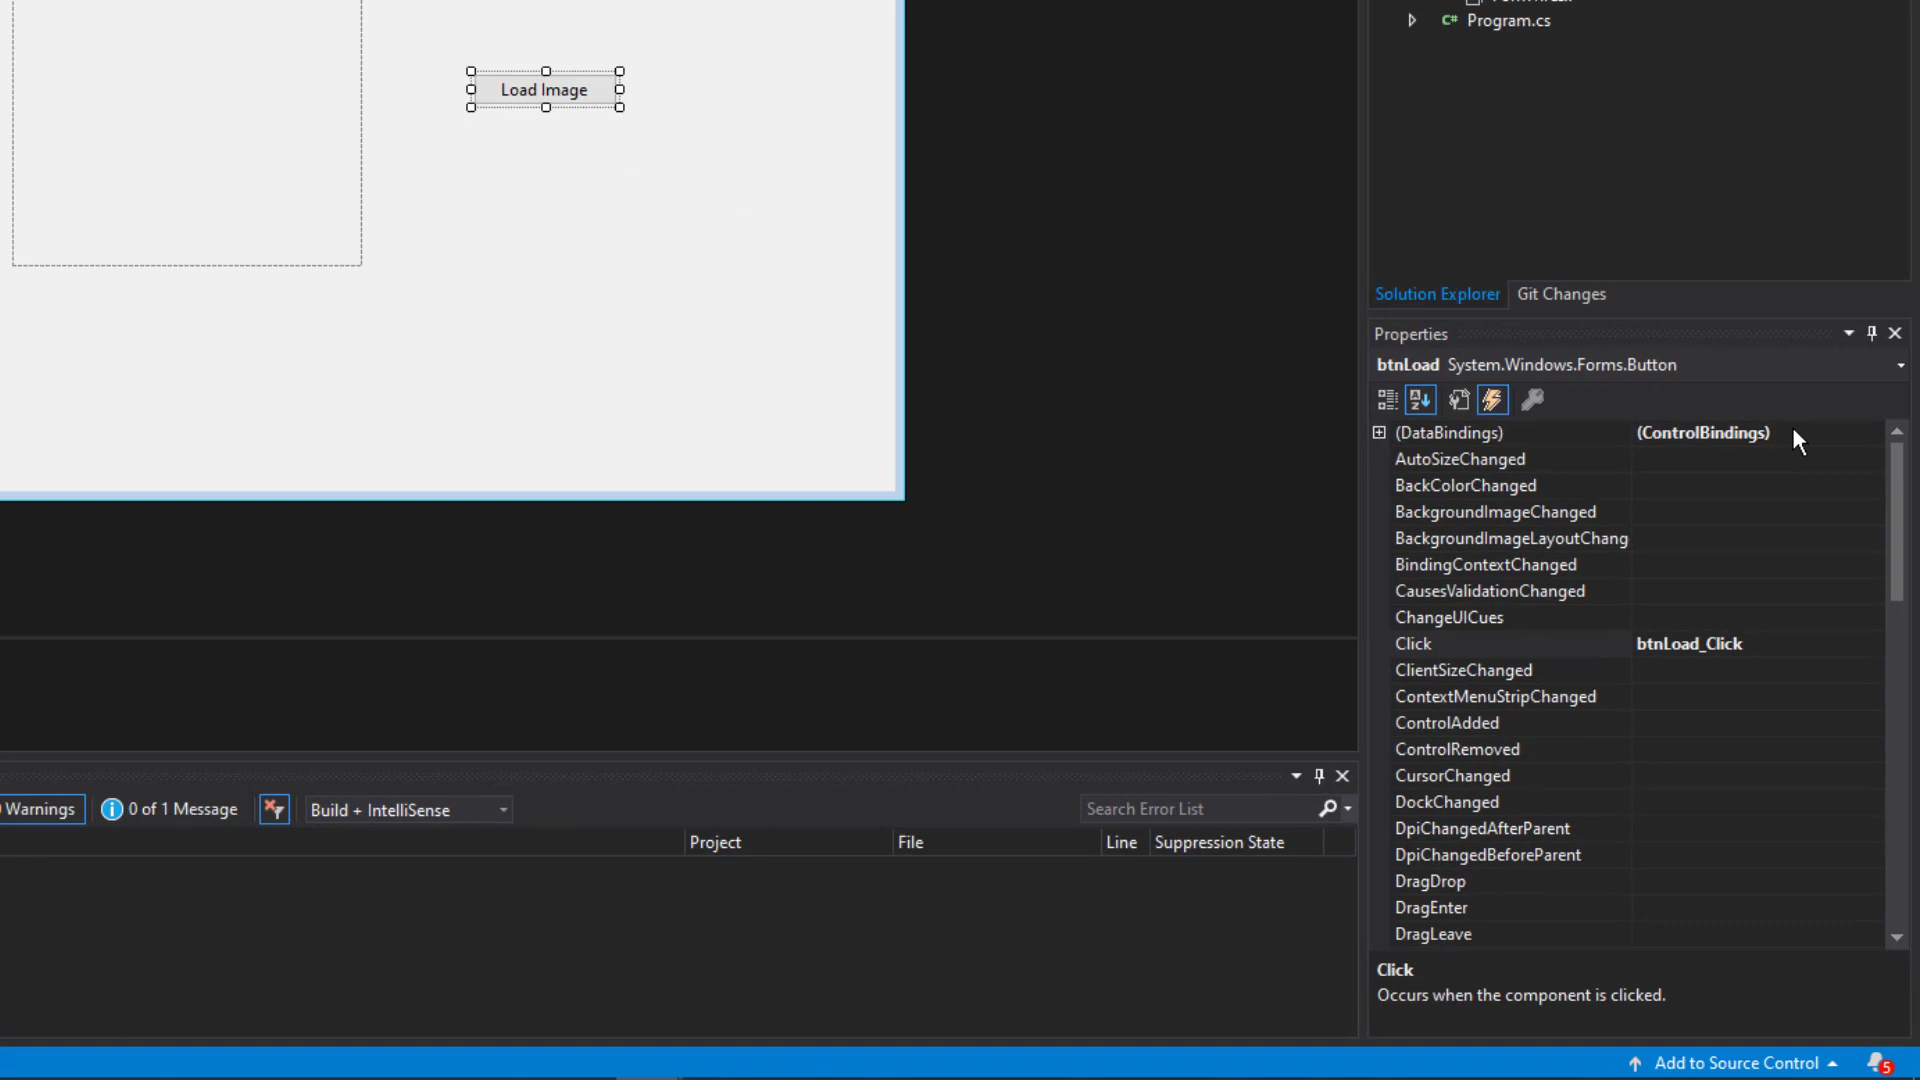 C# Program.cs
Load Image
Solution Explorer Git Changes
Properties
btnLoad System.Windows.Forms.Button
(DataBindings) (ControlBindings)
AutoSizeChanged
BackColorChanged
BackgroundImageChanged
BackgroundImageLayoutChang
BindingContextChanged
CausesValidationChanged
ChangeUICues
Click btnLoad_Click
ClientSizeChanged
ContextMenuStripChanged
ControlAdded
ControlRemoved
CursorChanged
DockChanged
DpiChangedAfterParent
DpiChangedBeforeParent
DragDrop
DragEnter
DragLeave
Click
Occurs when the component is clicked.
Warnings 0 of 1 Message Build + IntelliSense Search Error List
Project File Line Suppression State
Add to Source Control 5